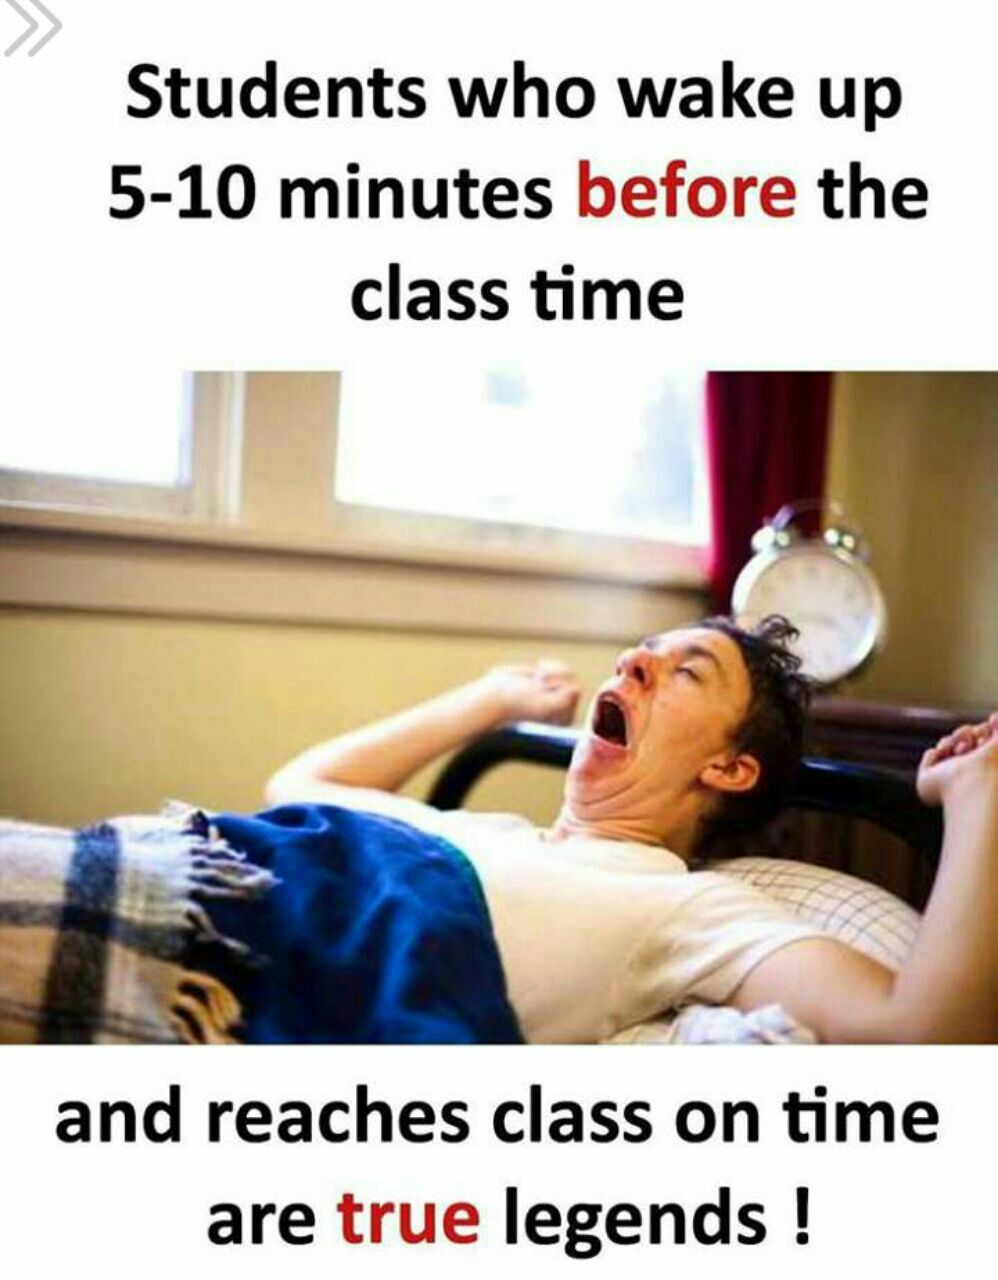 Students who wake up
5-10 minutes before the
class time
and reaches class on time
are true legends !